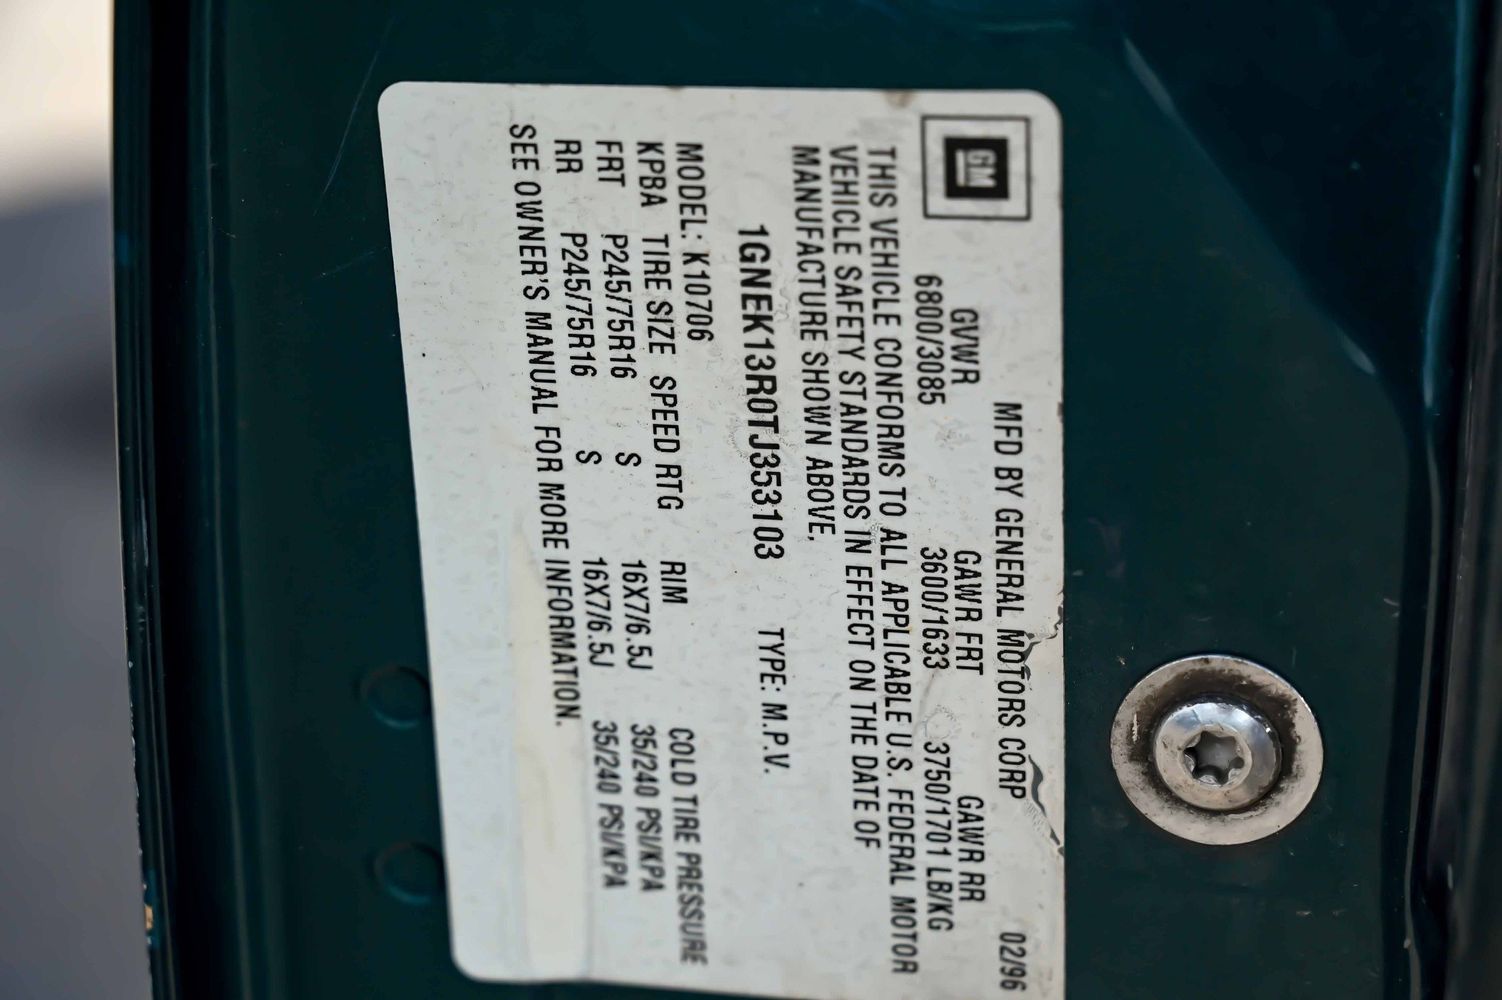 GM
MFD BY GENERAL MOTORS CORP 02/96
GVWR GAWR FRT GAWR RR
6800/3085 3600/1633 3750/1701 LB/KG
THIS VEHICLE CONFORMS TO ALL APPLICABLE U.S. FEDERAL MOTOR
VEHICLE SAFETY STANDARDS IN EFFECT ON THE DATE OF
MANUFACTURE SHOWN ABOVE,
1GNEK13R0TJ353103 TYPE: M.P.V.
MODEL: K10706
KPBA TIRE SIZE SPEED RTG RIM COLD TIRE PRESSURE
FRT P245/75R16 S 16X7/6.5J 35/240 PSI/KPA
RR P245/75R16 S 16X7/6.5J 35/240 PSI/KPA
SEE OWNER'S MANUAL FOR MORE INFORMATION.